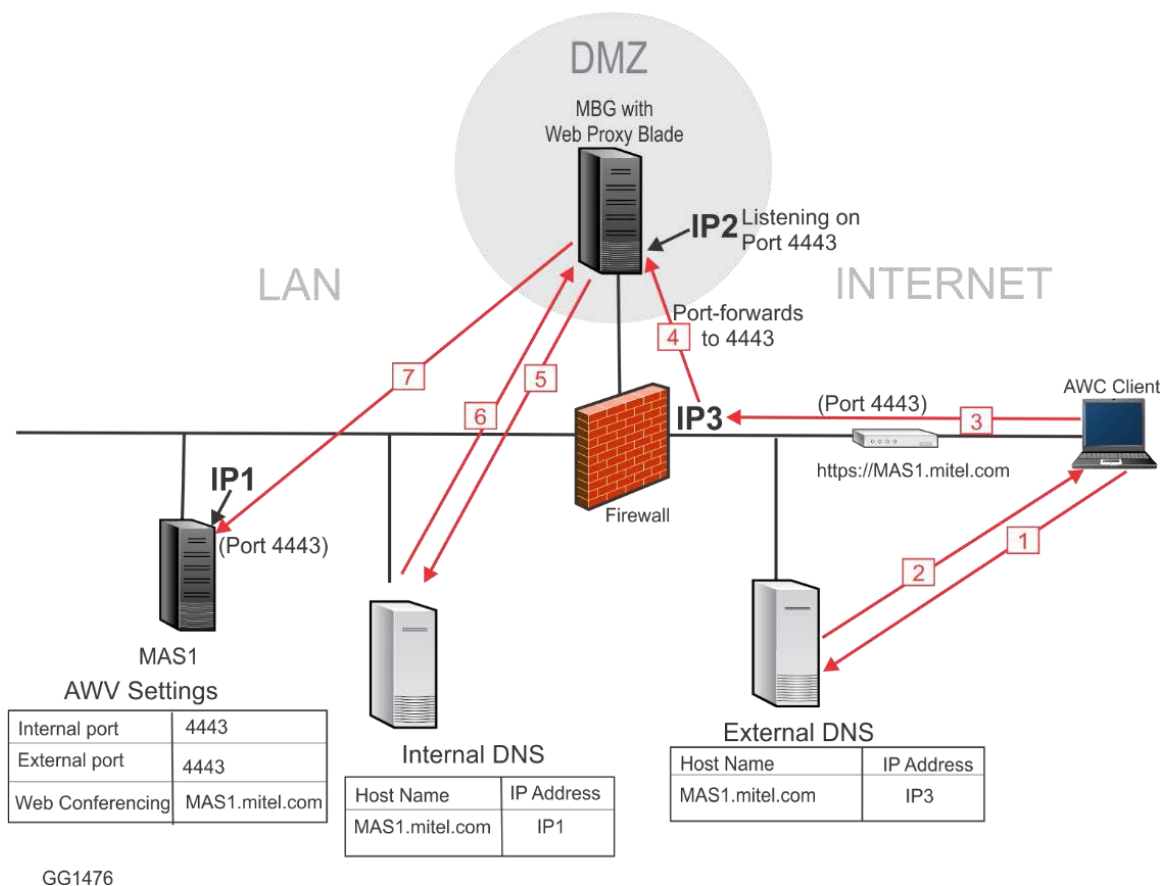 DMZ
MBG with
Web Proxy Blade
IP2
Listening on
Port 4443
LAN
INTERNET
Port-forwards
4
to 4443
7
6
5
IP3
(Port 4443)
3
AWC Client
https://MAS1.mitel.com
Firewall
IP1
(Port 4443)
1
2
MAS1
AWV Settings
Internal port 4443
External port 4443
Web Conferencing MAS1.mitel.com
Internal DNS
Host Name IP Address
MAS1.mitel.com IP1
External DNS
Host Name IP Address
MAS1.mitel.com IP3
GG1476